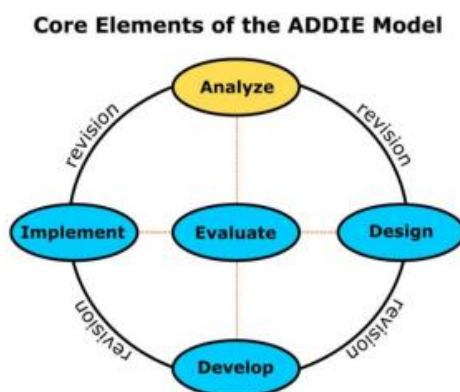 Core Elements of the ADDIE Model
Analyze
revision
revision
Implement
Evaluate
Design
revision
revision
Develop